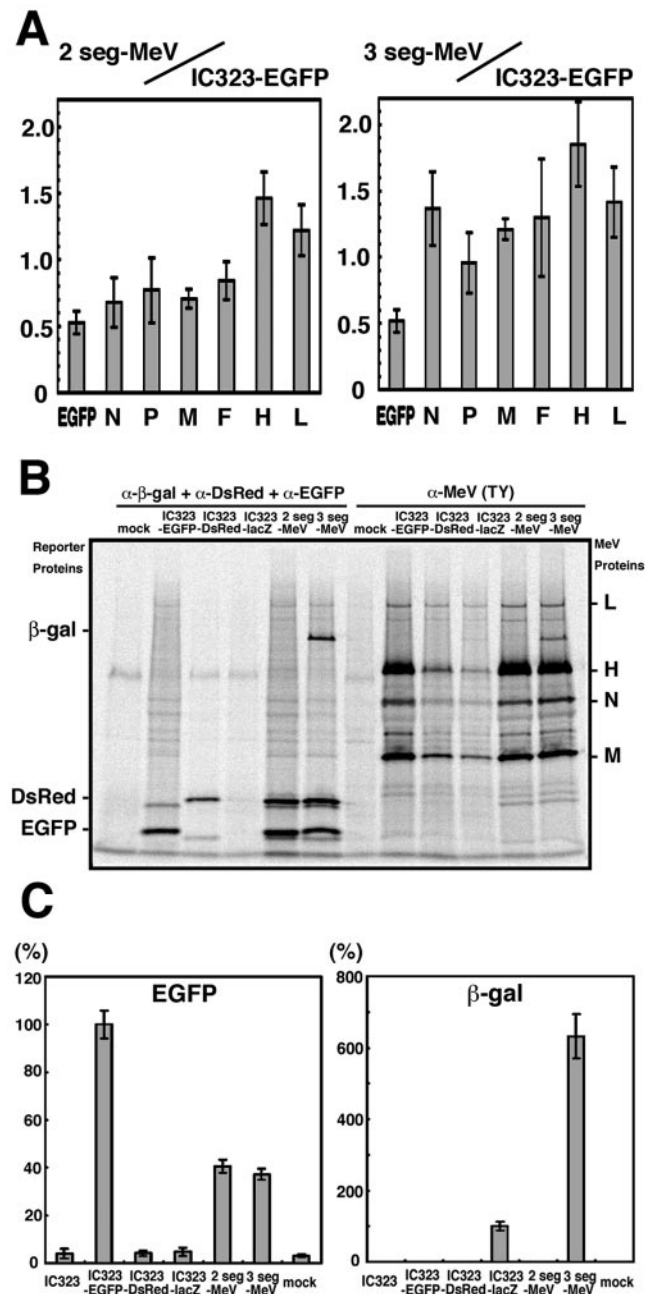 A
2 seg-MeV
IC323-EGFP
3 seg-MeV
IC323-EGFP
2.0
1.5
1.0
0.5
0
EGFP N P M F H L
2.0
1.5
1.0
0.5
0
EGFP N P M F H L
B
α-β-gal + α-DsRed + α-EGFP
α-MeV (TY)
mock IC323 -EGFP IC323 -DsRed IC323 -lacZ 2 seg -MeV 3 seg -MeV mock IC323 -EGFP IC323 -DsRed IC323 -lacZ 2 seg -MeV 3 seg -MeV
Reporter
Proteins
MeV
Proteins
β-gal
DsRed
EGFP
L
H
N
M
C
(%)
EGFP
120
100
80
60
40
20
0
IC323 IC323 -EGFP IC323 -DsRed IC323 -lacZ 2 seg -MeV 3 seg -MeV mock
(%)
β-gal
800
600
400
200
0
IC323 IC323 -EGFP IC323 -DsRed IC323 -lacZ 2 seg -MeV 3 seg -MeV mock